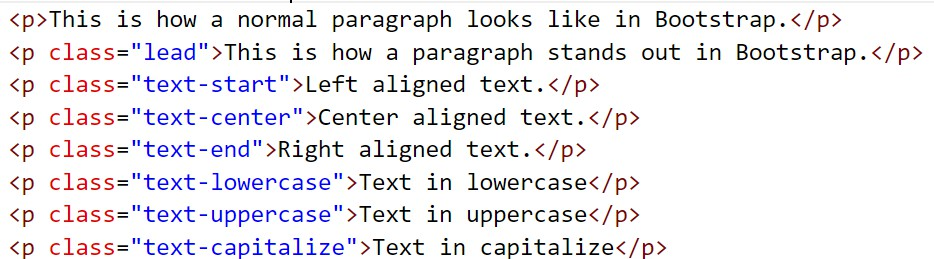 <p>This is how a normal paragraph looks like in Bootstrap.</p>
<p class="lead">This is how a paragraph stands out in Bootstrap.</p>
<p class="text-start">Left aligned text.</p>
<p class="text-center">Center aligned text.</p>
<p class="text-end">Right aligned text.</p>
<p class="text-lowercase">Text in lowercase</p>
<p class="text-uppercase">Text in uppercase</p>
<p class="text-capitalize">Text in capitalize</p>